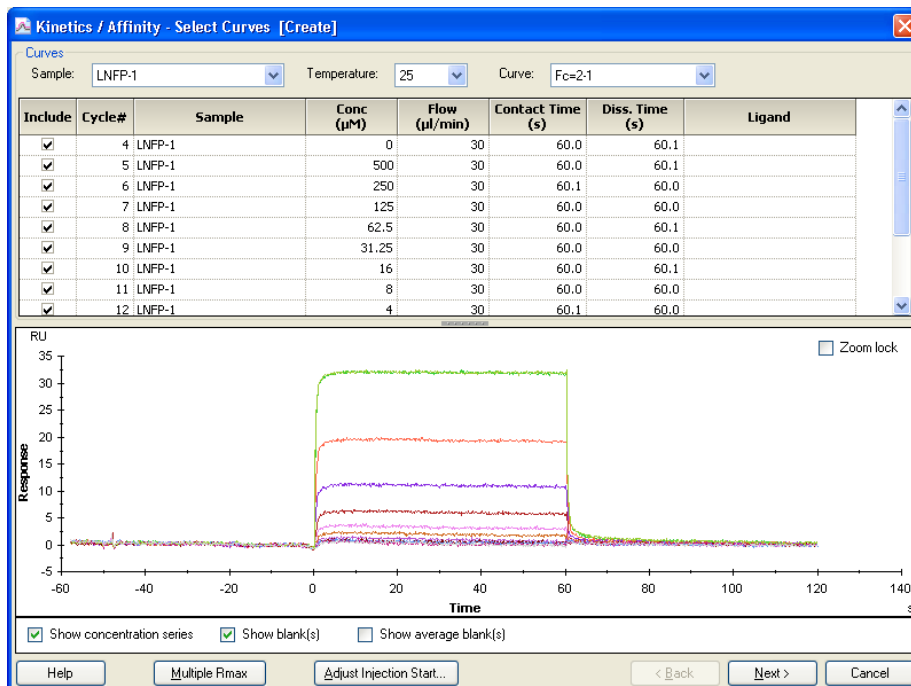 Kinetics / Affinity - Select Curves [Create]
Curves
Sample: LNFP-1 Temperature: 25 Curve: Fc=2-1
Include Cycle# Sample Conc (µM) Flow (µl/min) Contact Time (s) Diss. Time (s) Ligand
4 LNFP-1 0 30 60.0 60.1
5 LNFP-1 500 30 60.0 60.1
6 LNFP-1 250 30 60.1 60.0
7 LNFP-1 125 30 60.0 60.0
8 LNFP-1 62.5 30 60.0 60.1
9 LNFP-1 31.25 30 60.0 60.0
10 LNFP-1 16 30 60.0 60.1
11 LNFP-1 8 30 60.0 60.0
12 LNFP-1 4 30 60.1 60.0
RU
Zoom lock
35
30
25
20
15
10
5
0
-5
Response
-60 -40 -20 0 20 40 60 80 100 120 140
Time
s
Show concentration series Show blank(s) Show average blank(s)
Help Multiple Rmax Adjust Injection Start... < Back Next > Cancel